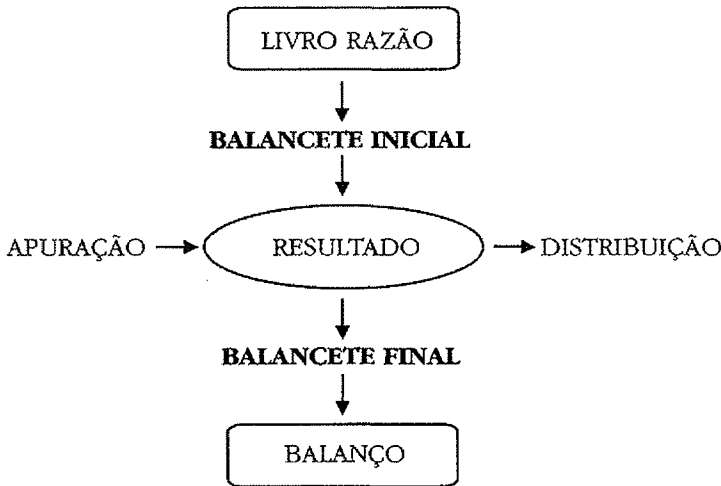 LIVRO RAZÃO
BALANCETE INICIAL
APURAÇÃO
RESULTADO
DISTRIBUIÇÃO
BALANCETE FINAL
BALANÇO